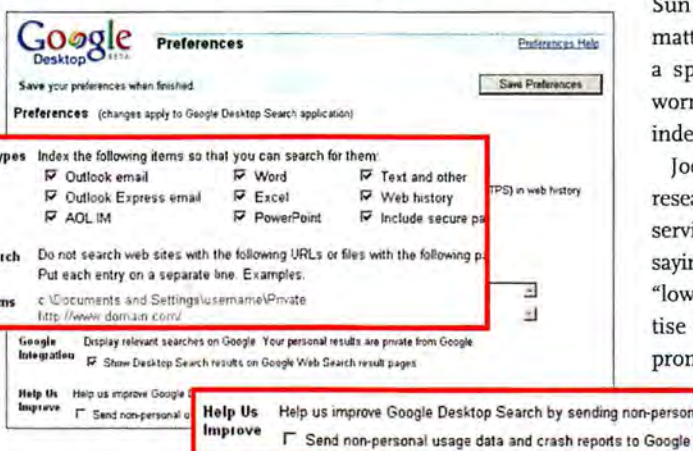 Google
Desktop BETA
Preferences
Preferences Help
Save your preferences when finished.
Save Preferences
Preferences (changes apply to Google Desktop Search application)
ypes Index the following items so that you can search for them:
Outlook email Word Text and other
Outlook Express email Excel Web history
AOL IM PowerPoint Include secure pa
TPS) in web history
rch Do not search web sites with the following URLs or files with the following p
Put each entry on a separate line. Examples.
ms c:\Documents and Settings\username\Private
http://www.domain.com/
Google Integration Display relevant searches on Google. Your personal results are private from Google
Show Desktop Search results on Google Web Search result pages
Help Us Improve Help us improve Google
Send non-personal u
Help Us Improve Help us improve Google Desktop Search by sending non-person
Send non-personal usage data and crash reports to Google
Sun
matt
a sp
worr
inde
Joe
resea
servi
sayin
"low
tise
pron